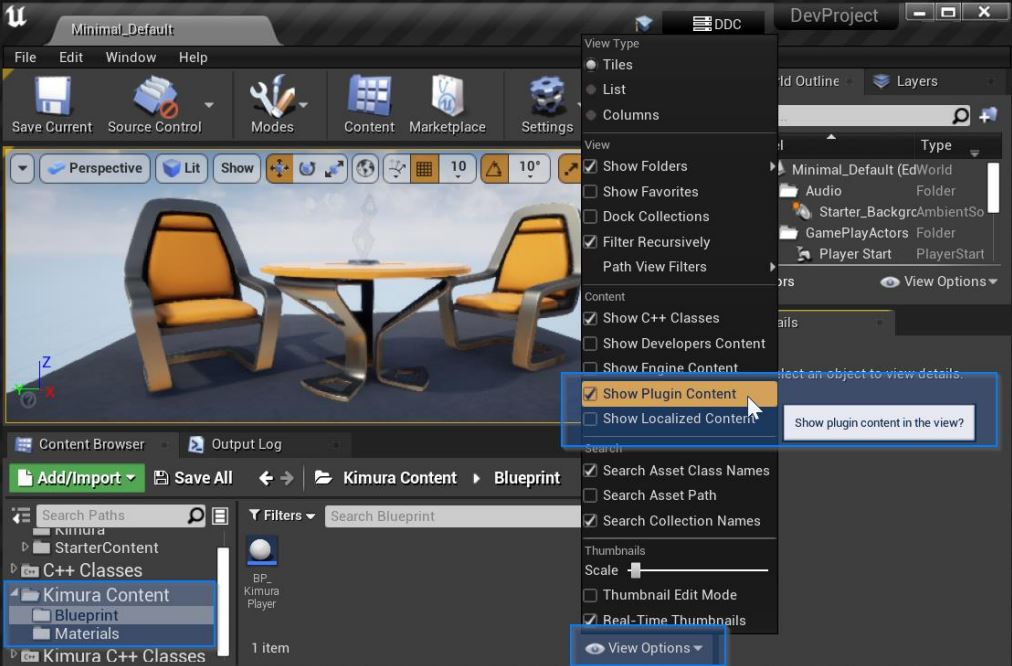 Minimal_Default
DDC
DevProject
File Edit Window Help
Save Current
Source Control
Modes
Content
Marketplace
Settings
Perspective
Lit
Show
10
10°
Z
Y
X
View Type
Tiles
List
Columns
View
Show Folders
Show Favorites
Dock Collections
Filter Recursively
Path View Filters
Content
Show C++ Classes
Show Developers Content
Show Engine Content
Show Plugin Content
Show Localized Content
Show plugin content in the view?
Search
Search Asset Class Names
Search Asset Path
Search Collection Names
Thumbnails
Scale
Thumbnail Edit Mode
Real-Time Thumbnails
View Options
ld Outline
Layers
Type
Minimal_Default (Ed World
Audio Folder
Starter_Backgrc AmbientSo
GamePlayActors Folder
Player Start PlayerStart
ors
View Options
ails
lect an object to view details.
Content Browser
Output Log
Add/Import
Save All
Kimura Content
Blueprint
Search Paths
Filters
Search Blueprint
Kimura
StarterContent
C++ Classes
Kimura Content
Blueprint
Materials
Kimura C++ Classes
BP_
Kimura
Player
1 item